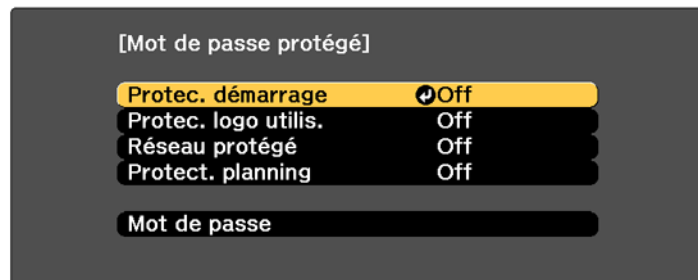 [Mot de passe protégé]
Protec. démarrage Off
Protec. logo utilis. Off
Réseau protégé Off
Protect. planning Off
Mot de passe